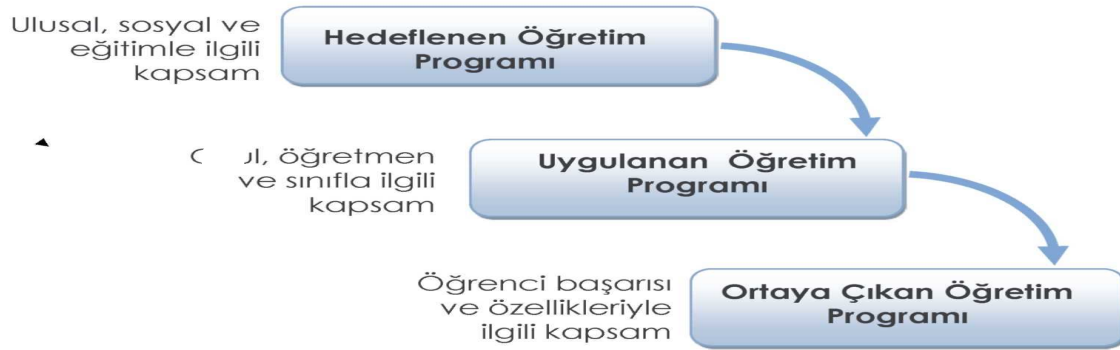 Ulusal, sosyal ve
eğitimle ilgili
kapsam
Hedeflenen Öğretim
Programı
öğretmen
ve sınıfla ilgili
kapsam
Uygulanan Öğretim
Programı
Öğrenci başarısı
ve özellikleriyle
ilgili kapsam
Ortaya Çıkan Öğretim
Programı